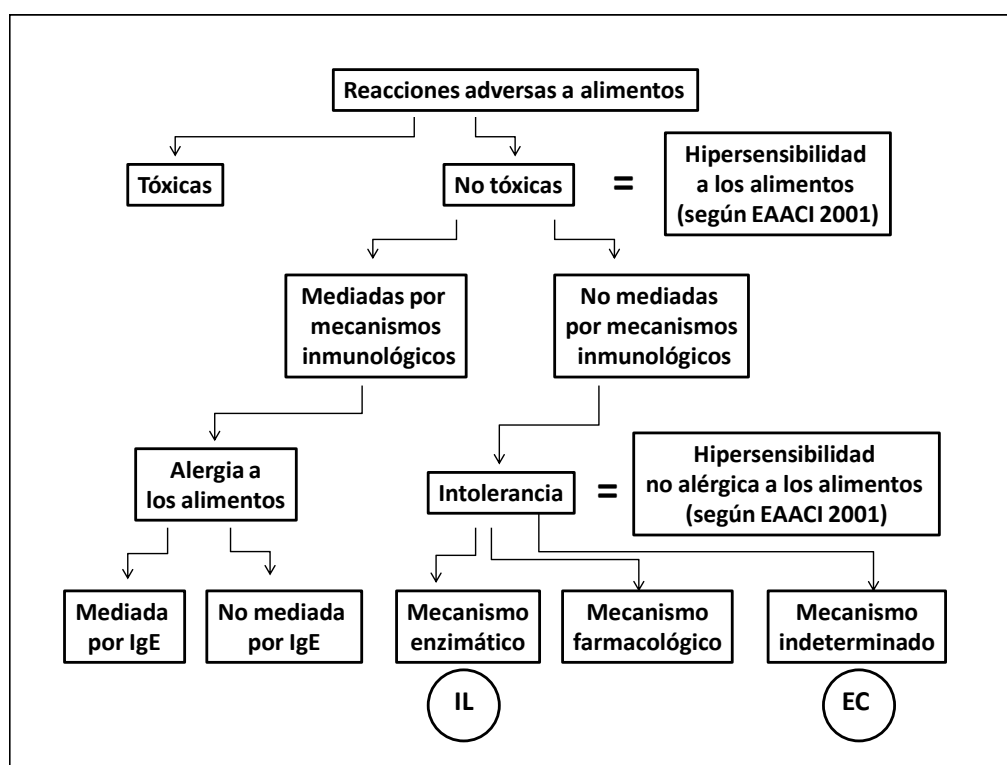 Reacciones adversas a alimentos
Tóxicas
No tóxicas
=
Hipersensibilidad
a los alimentos
(según EAACI 2001)
Mediadas por
mecanismos
inmunológicos
No mediadas
por mecanismos
inmunológicos
Alergia a
los alimentos
Intolerancia
=
Hipersensibilidad
no alérgica a los alimentos
(según EAACI 2001)
Mediada
por IgE
No mediada
por IgE
Mecanismo
enzimático
Mecanismo
farmacológico
Mecanismo
indeterminado
IL
EC